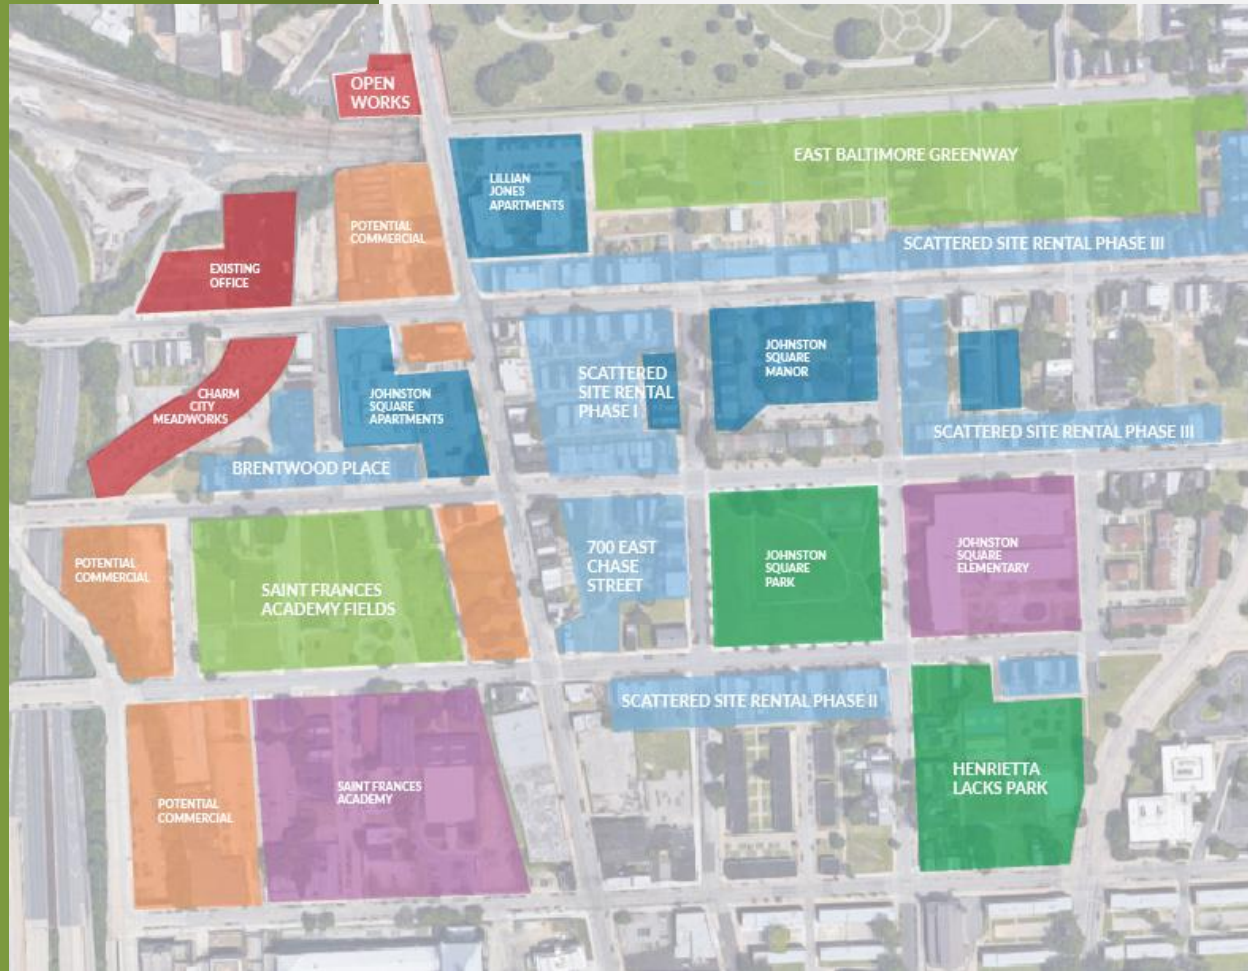 OPEN
WORKS
EAST BALTIMORE GREENWAY
LILLIAN
JONES
APARTMENTS
POTENTIAL
COMMERCIAL
SCATTERED SITE RENTAL PHASE III
EXISTING
OFFICE
SCATTERED
SITE RENTAL
PHASE I
JOHNSTON
SQUARE
MANOR
CHARM
CITY
MEADWORKS
JOHNSTON
SQUARE
APARTMENTS
SCATTERED SITE RENTAL PHASE III
BRENTWOOD PLACE
POTENTIAL
COMMERCIAL
SAINT FRANCES
ACADEMY FIELDS
700 EAST
CHASE
STREET
JOHNSTON
SQUARE
PARK
JOHNSTON
SQUARE
ELEMENTARY
SCATTERED SITE RENTAL PHASE II
POTENTIAL
COMMERCIAL
SAINT FRANCES
ACADEMY
HENRIETTA
LACKS PARK